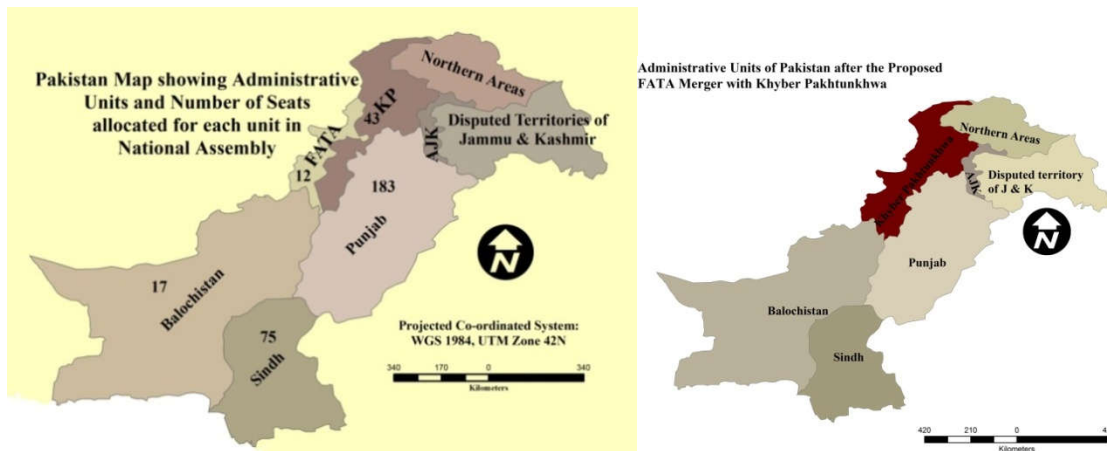 Pakistan Map showing Administrative
Units and Number of Seats
allocated for each unit in
National Assembly
Northern Areas
KP
43
Disputed Territories of
Jammu & Kashmir
AJK
FATA
12
183
Punjab
17
Balochistan
75
Sindh
N
Projected Co-ordinated System:
WGS 1984, UTM Zone 42N
340 170 0 340
Kilometers
Administrative Units of Pakistan after the Proposed
FATA Merger with Khyber Pakhtunkhwa
Northern Areas
Khyber Pakhtunkhwa
AJK
Disputed territory
of J & K
N
Punjab
Balochistan
Sindh
420 210 0
Kilometers